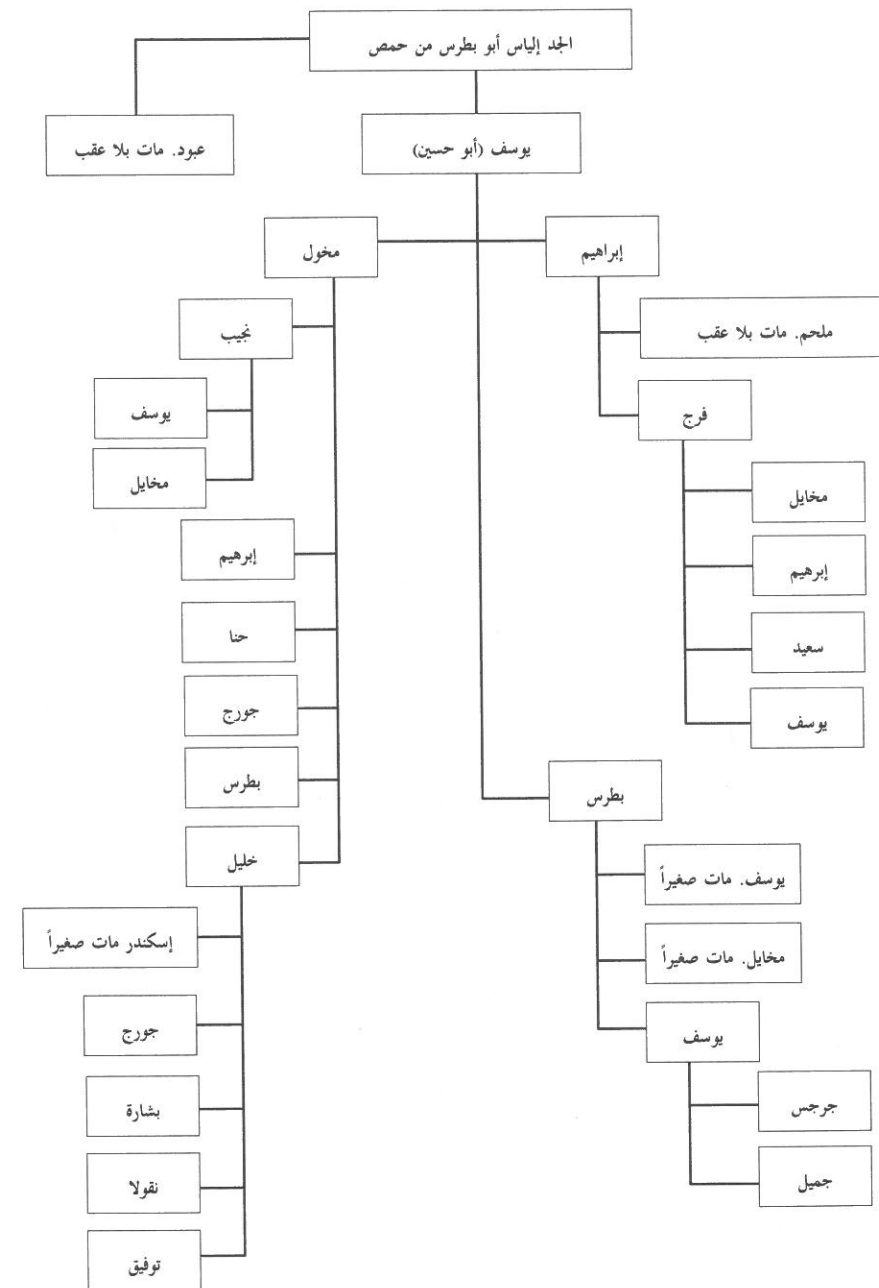 الجد إلياس أبو بطرس من حمص
يوسف (أبو حسين)
عبود. مات بلا عقب
إبراهيم
مخول
ملحم. مات بلا عقب
فرج
مخايل
إبرهيم
سعيد
يوسف
نجيب
يوسف
مخايل
إبرهيم
حنا
جورج
بطرس
خليل
إسكندر مات صغيراً
جورج
بشارة
نقولا
توفيق
بطرس
يوسف. مات صغيراً
مخايل. مات صغيراً
يوسف
جرجس
جميل